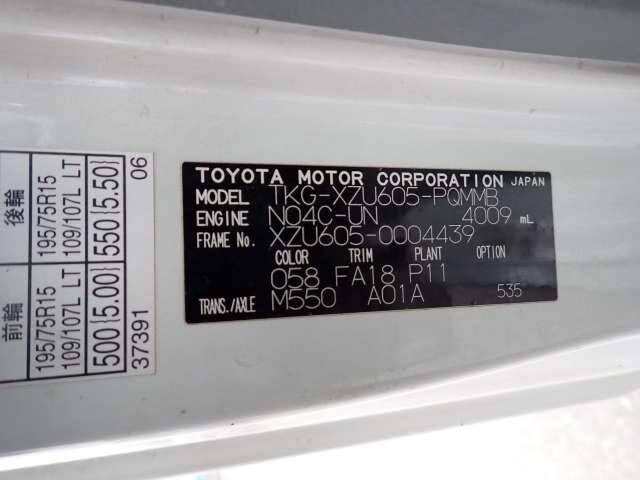 TOYOTA MOTOR CORPORATION JAPAN
MODEL TKG-XZU605-PQMMB
ENGINE N04C-UN 4009 mL
FRAME No. XZU605-0004439
COLOR TRIM PLANT OPTION
058 FA18 P11
TRANS./AXLE M550 A01A 535
前輪 195/75R15 109/107L LT 500{5.00} 37391
後輪 195/75R15 109/107L LT 550{5.50} 06